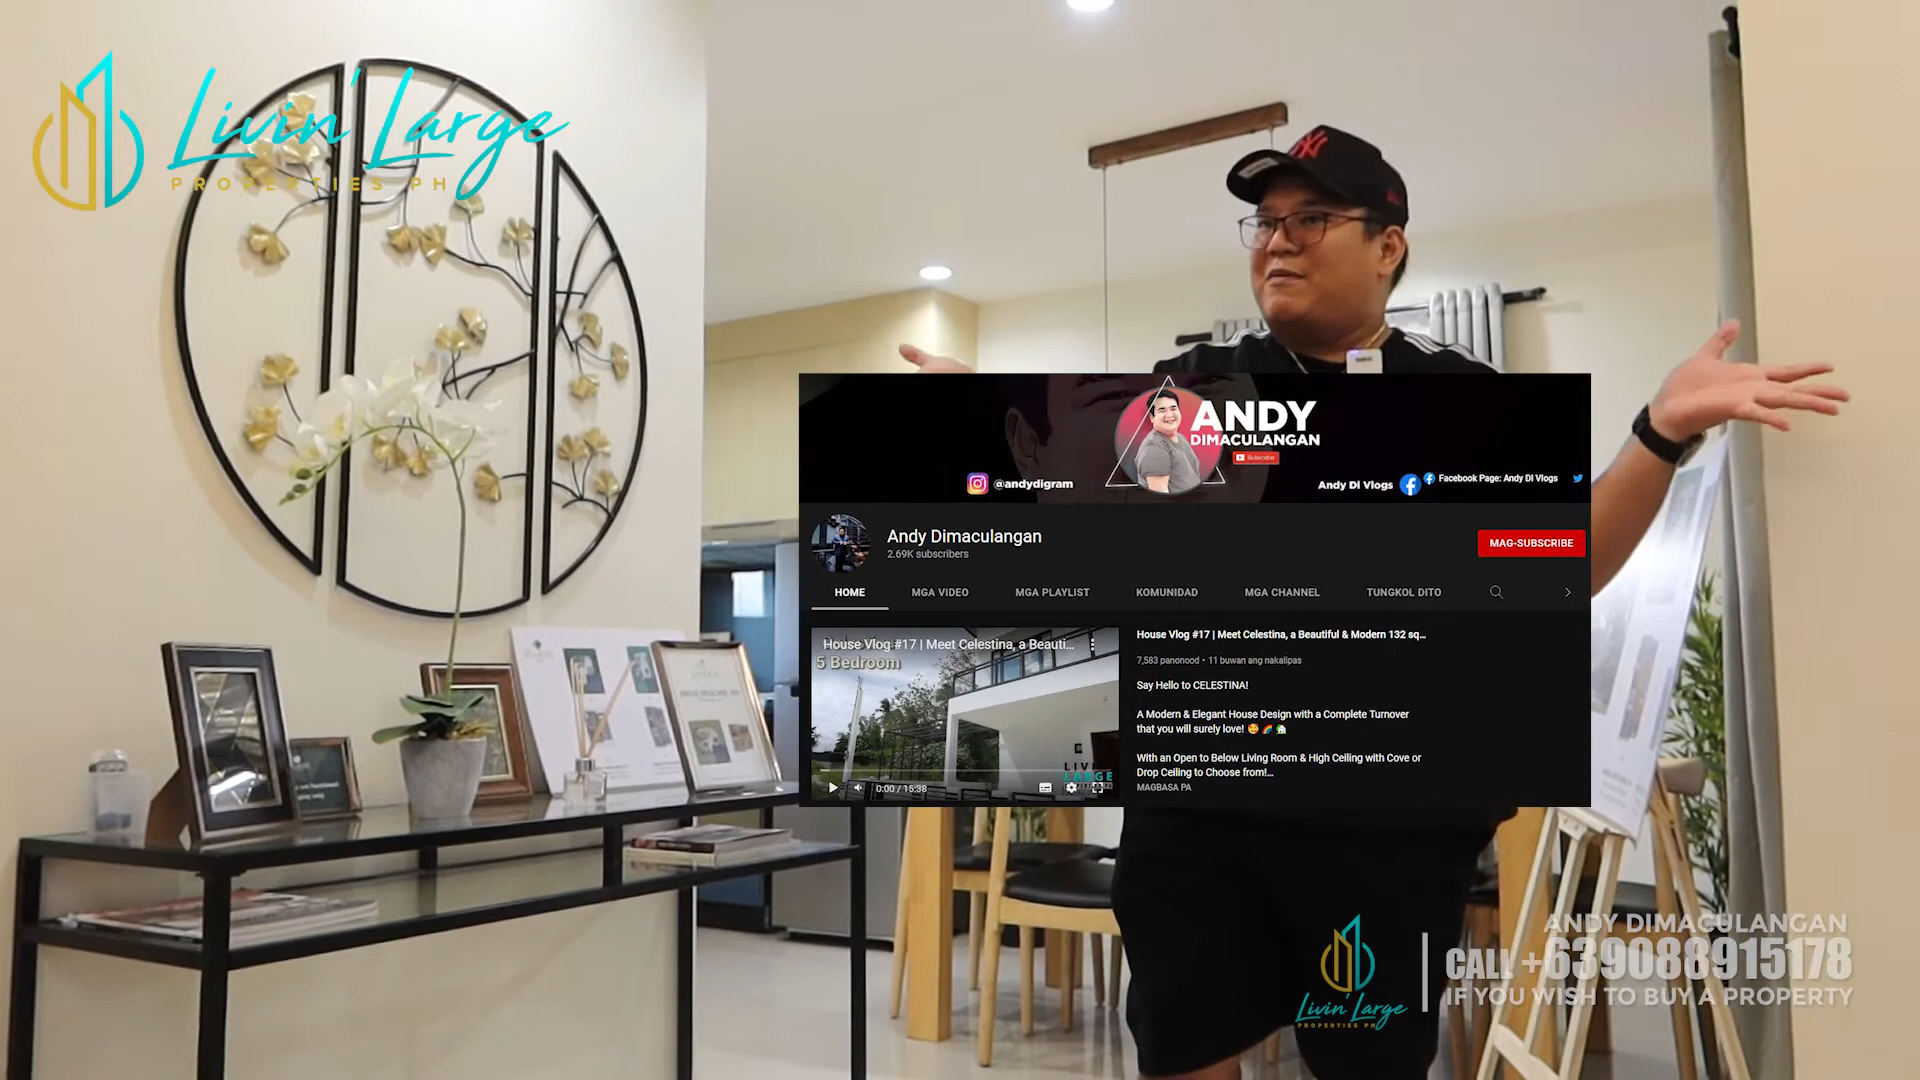 Livin' Large
PROPERTIES PH
ANDY
DIMACULANGAN
Subscribe
@andydigram
Andy DI Vlogs
Facebook Page: Andy DI Vlogs
Andy Dimaculangan
2.69K subscribers
MAG-SUBSCRIBE
HOME
MGA VIDEO
MGA PLAYLIST
KOMUNIDAD
MGA CHANNEL
TUNGKOL DITO
House Vlog #17 | Meet Celestina, a Beauti...
5 Bedroom
LIVIN
LARGE
0:00 / 15:38
House Vlog #17 | Meet Celestina, a Beautiful & Modern 132 sq...
7,583 panonood • 11 buwan ang nakalipas
Say Hello to CELESTINA!
A Modern & Elegant House Design with a Complete Turnover
that you will surely love! 🥰 🌈 🏠
With an Open to Below Living Room & High Ceiling with Cove or
Drop Ceiling to Choose from!...
MAGBASA PA
ANDY DIMACULANGAN
CALL +639088915178
IF YOU WISH TO BUY A PROPERTY
Livin' Large
PROPERTIES PH